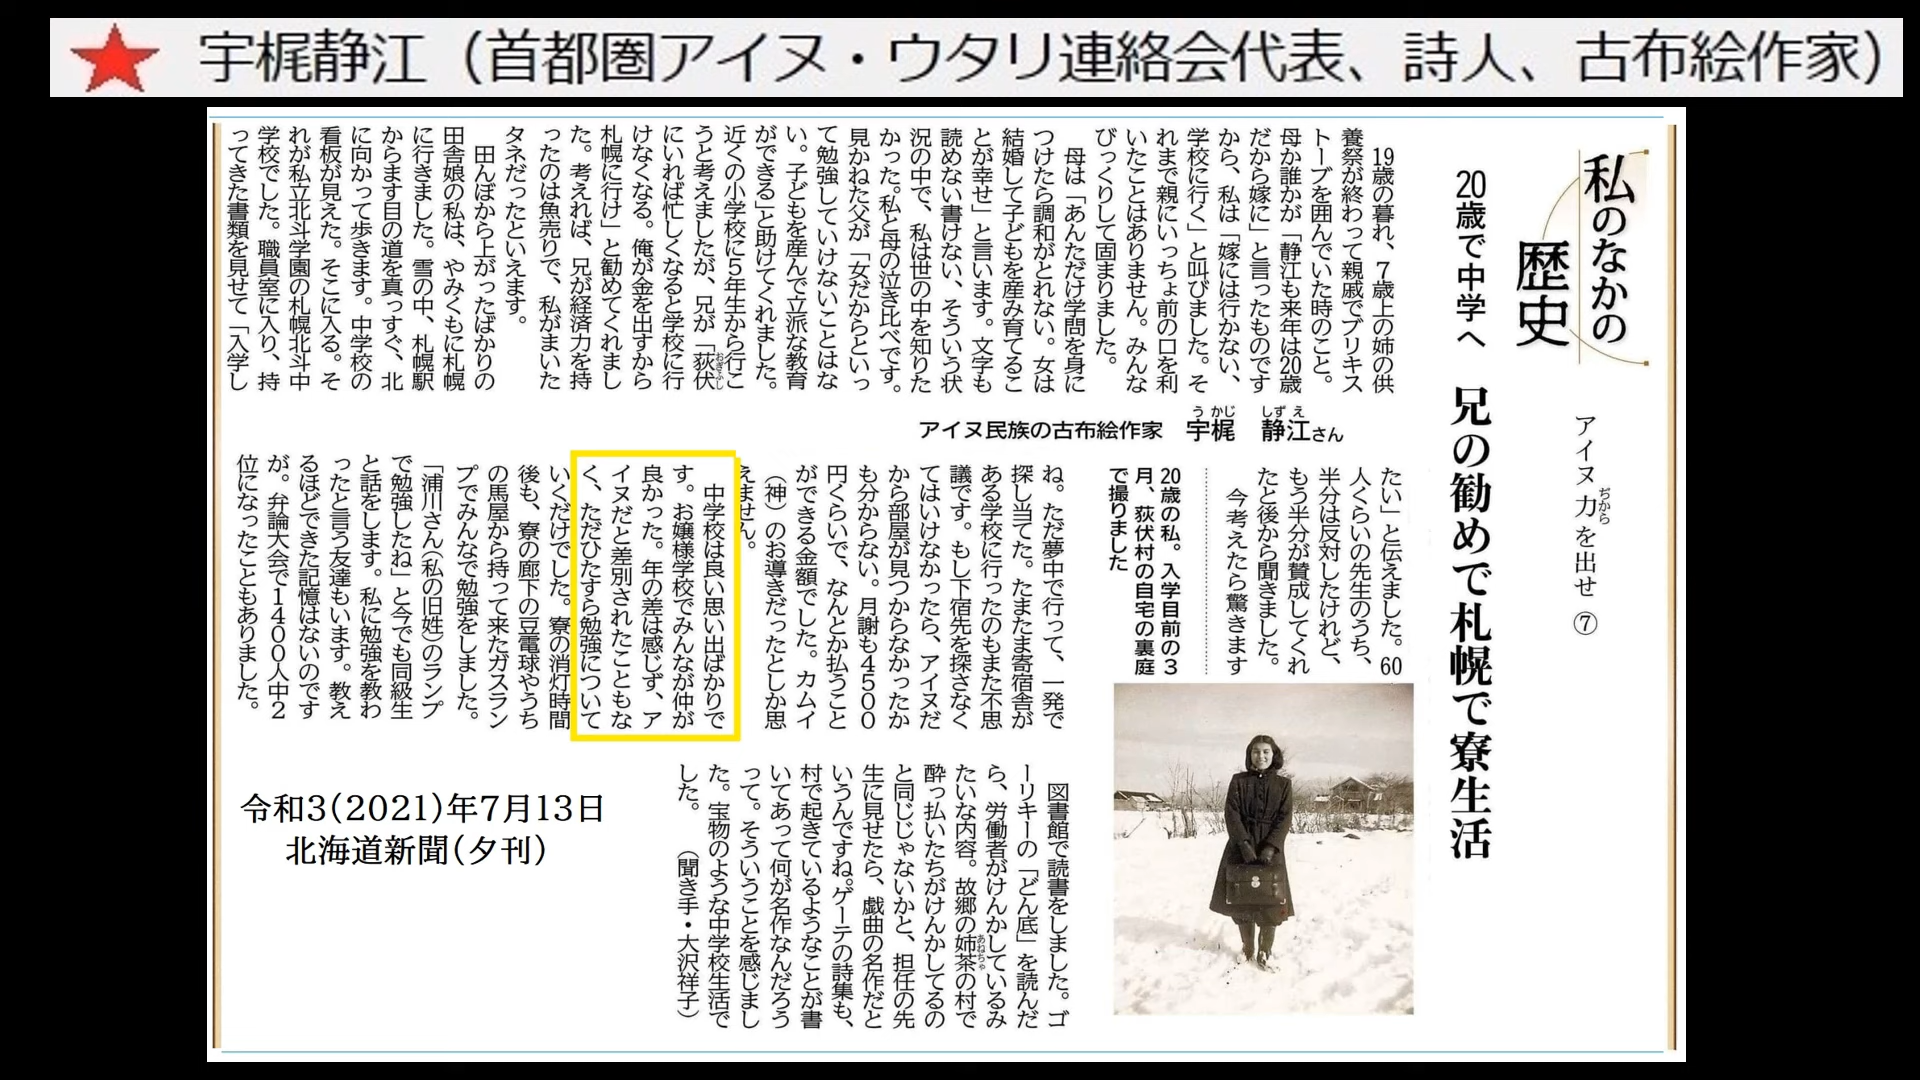 ★ 宇梶静江（首都圏アイヌ・ウタリ連絡会代表、詩人、古布絵作家）
私のなかの
歴史
アイヌ力を出せ ⑦
ぢから
20歳で中学へ 兄の勧めで札幌で寮生活
アイヌ民族の古布絵作家 宇梶 静江さん
うかじ しずえ
19歳の暮れ、7歳上の姉の供
養祭が終わって親戚でブリキス
トーブを囲んでいた時のこと。
母か誰かが「静江も来年は20歳
だから嫁に」と言ったものです
から、私は「嫁には行かない、
学校に行く」と叫びました。そ
れまで親にいっちょ前の口を利
いたことはありません。みんな
びっくりして固まりました。
母は「あんただけ学問を身に
つけたら調和がとれない。女は
結婚して子どもを産み育てるこ
とが幸せ」と言います。文字も
読めない書けない、そういう状
況の中で、私は世の中を知りた
かった。私と母の泣き比べです。
見かねた父が「女だからといっ
て勉強していけないことはな
い。子どもを産んで立派な教育
ができる」と助けてくれました。
近くの小学校に5年生から行こ
うと考えましたが、兄が「荻伏
おぎふし
にいれば忙しくなると学校に行
けなくなる。俺が金を出すから
札幌に行け」と勧めてくれまし
た。考えれば、兄が経済力を持
ったのは魚売りで、私がまいた
タネだったといえます。
田んぼから上がったばかりの
田舎娘の私は、やみくもに札幌
に行きました。雪の中、札幌駅
からます目の道を真っすぐ、北
に向かって歩きます。中学校の
看板が見えた。そこに入る。そ
れが私立北斗学園の札幌北斗中
学校でした。職員室に入り、持
ってきた書類を見せて「入学し
たい」と伝えました。60
人くらいの先生のうち、
半分は反対したけれど、
もう半分が賛成してくれ
たと後から聞きました。
今考えたら驚きます
20歳の私。入学目前の3
月、荻伏村の自宅の裏庭
で撮りました
ね。ただ夢中で行って、一発で
探し当てた。たまたま寄宿舎が
ある学校に行ったのもまた不思
議です。もし下宿先を探さなく
てはいけなかったら、アイヌだ
から部屋が見つからなかったか
も分からない。月謝も4500
円くらいで、なんとか払うこと
ができる金額でした。カムイ
（神）のお導きだったとしか思
えません。
中学校は良い思い出ばかりで
す。お嬢様学校でみんなが仲が
良かった。年の差は感じず、ア
イヌだと差別されたこともな
く、ただひたすら勉強について
いくだけでした。寮の消灯時間
後も、寮の廊下の豆電球やうち
の馬屋から持って来たガスラン
プでみんなで勉強をしました。
「浦川さん（私の旧姓）のランプ
で勉強したね」と今でも同級生
と話をします。私に勉強を教わ
ったと言う友達もいます。教え
るほどできた記憶はないのです
が。弁論大会で1400人中2
位になったこともありました。
図書館で読書をしました。ゴ
ーリキーの「どん底」を読んだ
ら、労働者がけんかしているみ
たいな内容。故郷の姉茶の村で
あねちゃ
酔っ払いたちがけんかしてるの
と同じじゃないかと、担任の先
生に見せたら、戯曲の名作だと
いうんですね。ゲーテの詩集も、
村で起きているようなことが書
いてあって何が名作なんだろう
って。そういうことを感じまし
た。宝物のような中学校生活で
した。 （聞き手・大沢祥子）
令和3(2021)年7月13日
北海道新聞(夕刊)